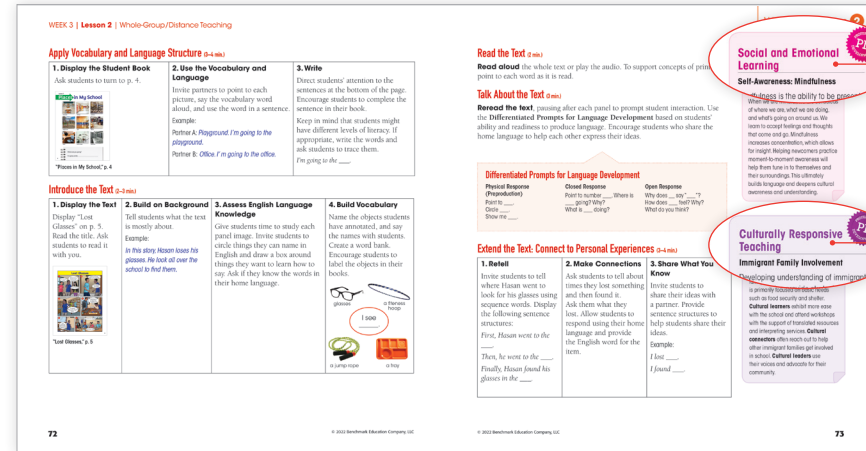 WEEK 3 | Lesson 2 | Whole-Group/Distance Teaching
Apply Vocabulary and Language Structure (3–4 min.)
1. Display the Student Book
Ask students to turn to p. 4.
Places in My School
"Places in My School," p. 4
2. Use the Vocabulary and
Language
Invite partners to point to each
picture, say the vocabulary word
aloud, and use the word in a sentence.
Example:
Partner A: Playground. I'm going to the
playground.
Partner B: Office. I'm going to the office.
3. Write
Direct students' attention to the
sentences at the bottom of the page.
Encourage students to complete the
sentence in their book.
Keep in mind that students might
have different levels of literacy. If
appropriate, write the words and
ask students to trace them.
I'm going to the ___.
Introduce the Text (2–3 min.)
1. Display the Text
Display "Lost
Glasses" on p. 5.
Read the title. Ask
students to read it
with you.
Lost Glasses
"Lost Glasses," p. 5
2. Build on Background
Tell students what the text
is mostly about.
Example:
In this story, Hasan loses his
glasses. He look all over the
school to find them.
3. Assess English Language
Knowledge
Give students time to study each
panel image. Invite students to
circle things they can name in
English and draw a box around
things they want to learn how to
say. Ask if they know the words in
their home language.
4. Build Vocabulary
Name the objects students
have annotated, and say
the names with students.
Create a word bank.
Encourage students to
label the objects in their
books.
glasses
a fitness
hoop
I see
____.
a jump rope
a tray
72
© 2022 Benchmark Education Company, LLC
Read the Text (2 min.)
Read aloud the whole text or play the audio. To support concepts of print
point to each word as it is read.
Talk About the Text (3 min.)
Reread the text, pausing after each panel to prompt student interaction. Use
the Differentiated Prompts for Language Development based on students'
ability and readiness to produce language. Encourage students who share the
home language to help each other express their ideas.
Differentiated Prompts for Language Development
Physical Response
(Preproduction)
Point to ___.
Circle ___.
Show me ___.
Closed Response
Point to number ___. Where is
___ going? Why?
What is ___ doing?
Open Response
Why does ___ say "___"?
How does ___ feel? Why?
What do you think?
Extend the Text: Connect to Personal Experiences (3–4 min.)
1. Retell
Invite students to tell
where Hasan went to
look for his glasses using
sequence words. Display
the following sentence
structures:
First, Hasan went to the
___.
Then, he went to the ___.
Finally, Hasan found his
glasses in the ___.
2. Make Connections
Ask students to tell about
times they lost something
and then found it.
Ask them what they
lost. Allow students to
respond using their home
language and provide
the English word for the
item.
3. Share What You
Know
Invite students to
share their ideas with
a partner. Provide
sentence structures to
help students share their
ideas.
Example:
I lost ___.
I found ___.
Social and Emotional
Learning
Self-Awareness: Mindfulness
Mindfulness is the ability to be
When we are
of where we are, what we are doing,
and what's going on around us. We
learn to accept feelings and thoughts
that come and go. Mindfulness
increases concentration, which allows
for insight. Helping newcomers practice
moment-to-moment awareness will
help them tune in to themselves and
their surroundings. This ultimately
builds language and deepens cultural
awareness and understanding.
Culturally Responsive
Teaching
Immigrant Family Involvement
Developing understanding of immigrant
is primarily focused on basic needs
such as food security and shelter.
Cultural learners exhibit more ease
with the school and attend workshops
with the support of translated resources
and interpreting services. Cultural
connectors often reach out to help
other immigrant families get involved
in school. Cultural leaders use
their voices and advocate for their
community.
© 2022 Benchmark Education Company, LLC
73